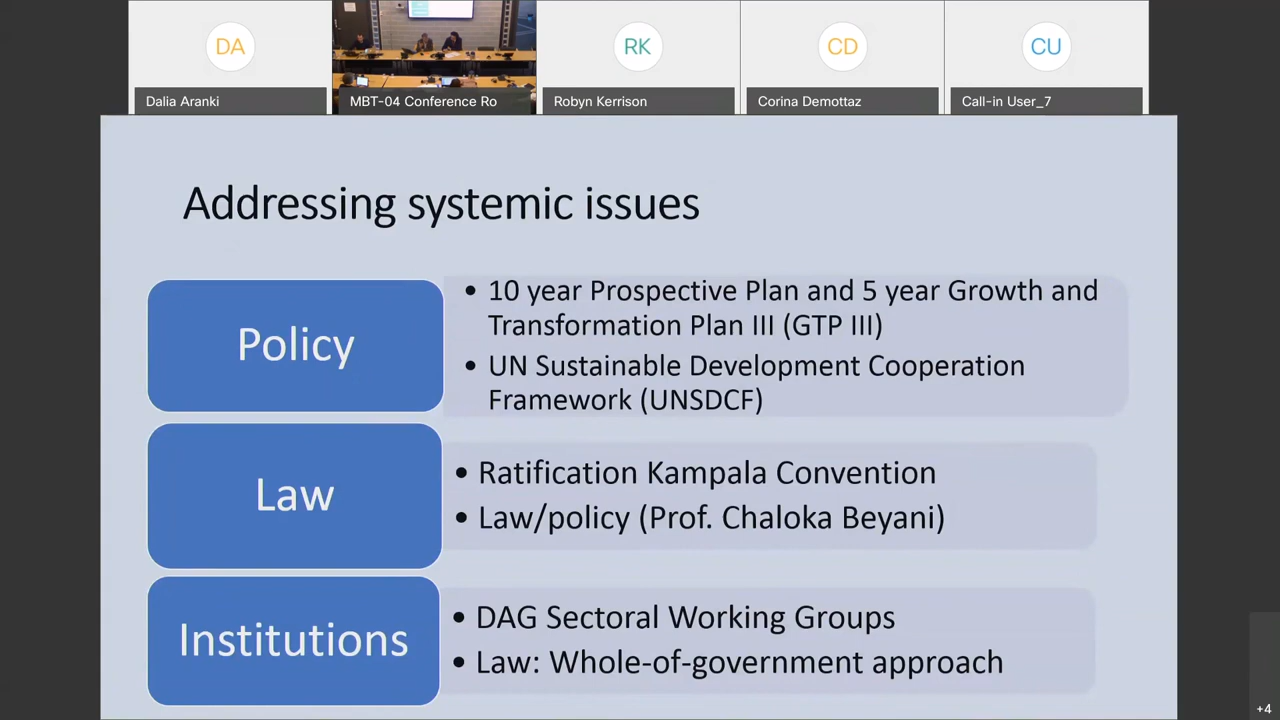 DA
RK
CD
CU
Dalia Aranki
MBT-04 Conference Ro
Robyn Kerrison
Corina Demottaz
Call-in User_7
Addressing systemic issues
Policy
• 10 year Prospective Plan and 5 year Growth and
Transformation Plan III (GTP III)
• UN Sustainable Development Cooperation
Framework (UNSDCF)
Law
• Ratification Kampala Convention
• Law/policy (Prof. Chaloka Beyani)
Institutions
• DAG Sectoral Working Groups
• Law: Whole-of-government approach
+4